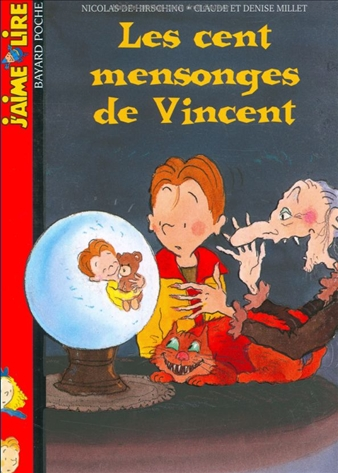 NICOLAS DE HIRSCHING • CLAUDE ET DENISE MILLET
Les cent
mensonges
de Vincent
J'AIME LIRE
BAYARD POCHE